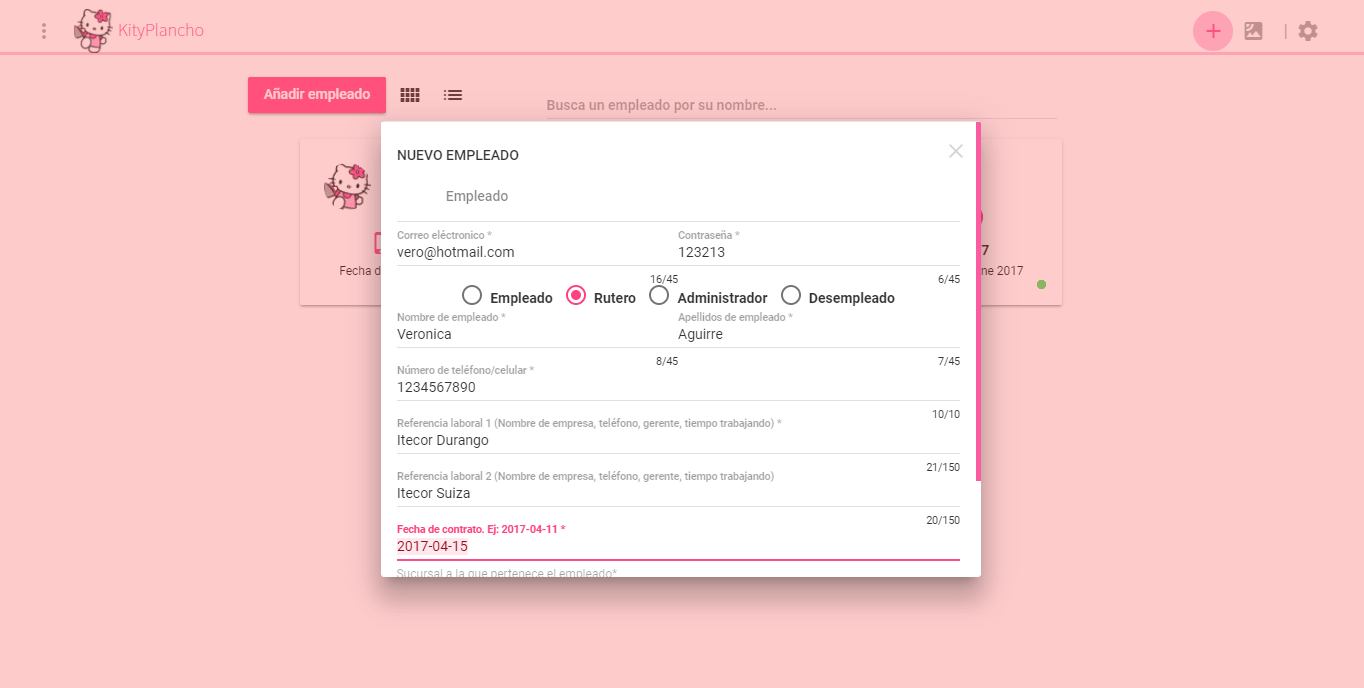 KityPlancho
Añadir empleado
Busca un empleado por su nombre...
NUEVO EMPLEADO
Empleado
Correo eléctronico * Contraseña *
vero@hotmail.com 123213
16/45 6/45
Empleado Rutero Administrador Desempleado
Nombre de empleado * Apellidos de empleado *
Veronica Aguirre
8/45 7/45
Número de teléfono/celular *
1234567890
10/10
Referencia laboral 1 (Nombre de empresa, teléfono, gerente, tiempo trabajando) *
Itecor Durango
21/150
Referencia laboral 2 (Nombre de empresa, teléfono, gerente, tiempo trabajando)
Itecor Suiza
20/150
Fecha de contrato. Ej: 2017-04-11 *
2017-04-15
Sucursal a la que pertenece el empleado*
Fecha d
7
ne 2017